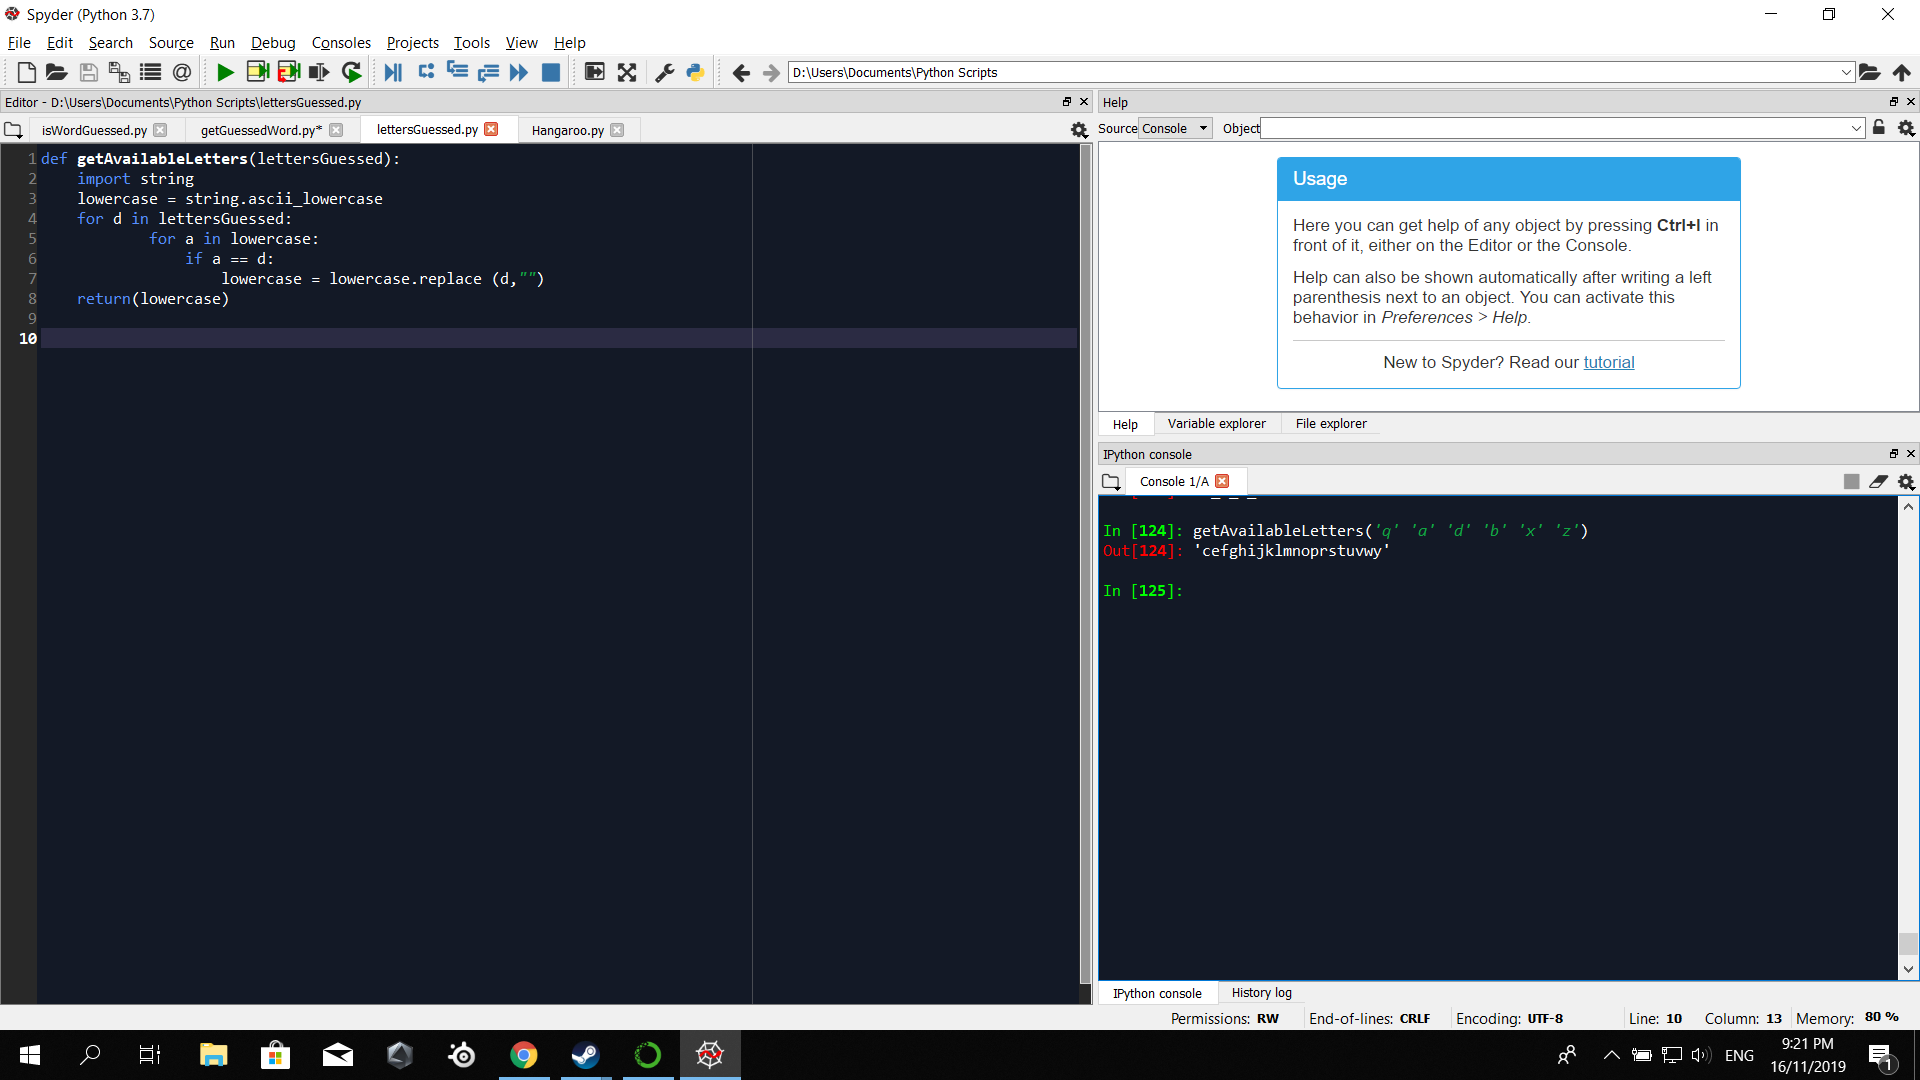 Spyder (Python 3.7)
File Edit Search Source Run Debug Consoles Projects Tools View Help
D:\Users\Documents\Python Scripts
Editor - D:\Users\Documents\Python Scripts\lettersGuessed.py
isWordGuessed.py getGuessedWord.py* lettersGuessed.py Hangaroo.py
1 def getAvailableLetters(lettersGuessed):
2     import string
3     lowercase = string.ascii_lowercase
4     for d in lettersGuessed:
5             for a in lowercase:
6                 if a == d:
7                     lowercase = lowercase.replace (d,"")
8     return(lowercase)
9
10
Help
Source Console Object
Usage
Here you can get help of any object by pressing Ctrl+I in
front of it, either on the Editor or the Console.
Help can also be shown automatically after writing a left
parenthesis next to an object. You can activate this
behavior in Preferences > Help.
New to Spyder? Read our tutorial
Help Variable explorer File explorer
IPython console
Console 1/A
In [124]: getAvailableLetters('q' 'a' 'd' 'b' 'x' 'z')
Out[124]: 'cefghijklmnoprstuvwy'
In [125]:
IPython console History log
Permissions: RW End-of-lines: CRLF Encoding: UTF-8 Line: 10 Column: 13 Memory: 80 %
ENG
9:21 PM
16/11/2019
1